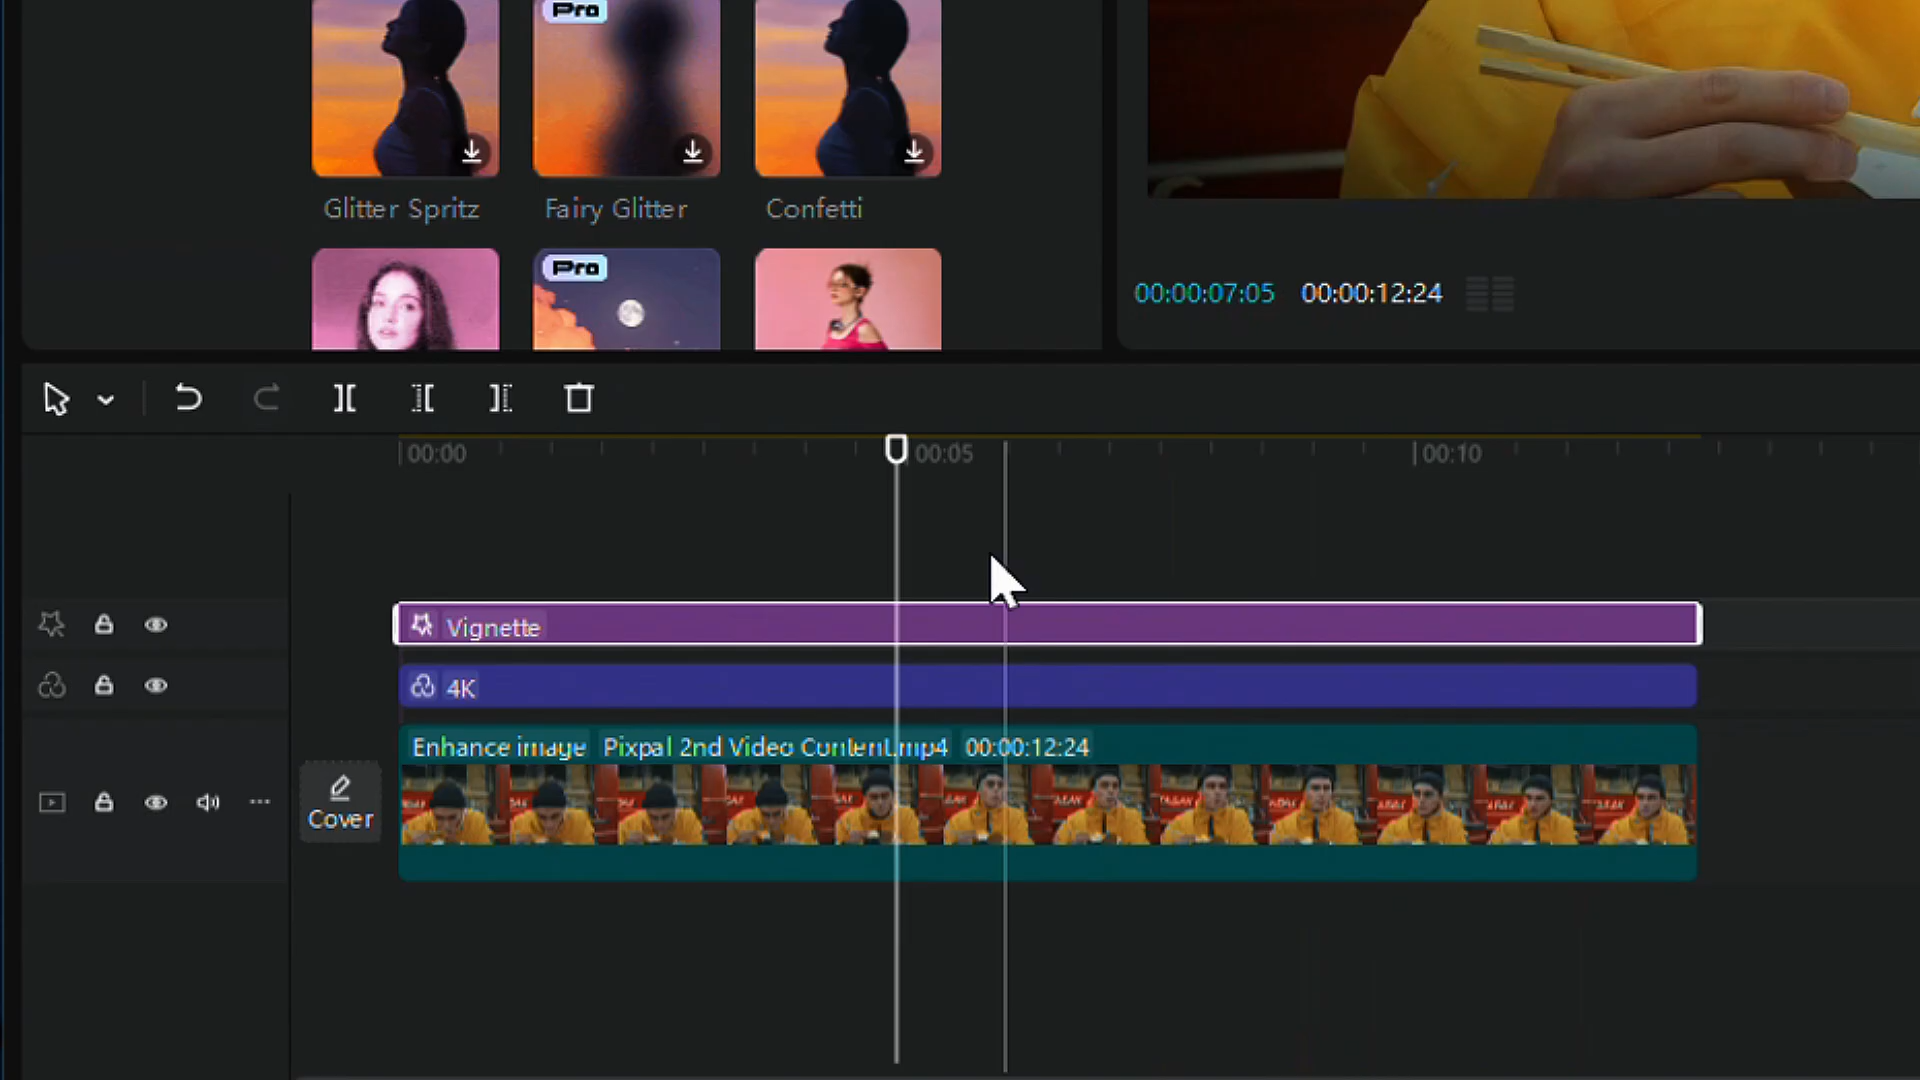 Pro
Glitter Spritz
Fairy Glitter
Confetti
Pro
00:00:07:05 00:00:12:24
00:00
00:05
00:10
Vignette
4K
Enhance image Pixpal 2nd Video Content.mp4 00:00:12:24
Cover